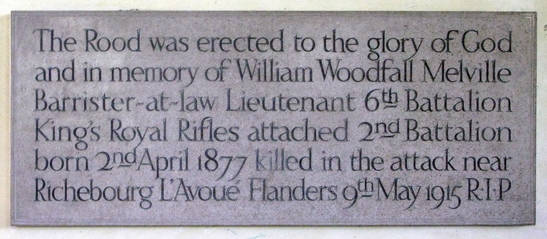 The Rood was erected to the glory of God
and in memory of William Woodfall Melville
Barrister-at-law Lieutenant 6th Battalion
King's Royal Rifles attached 2nd Battalion
born 2nd April 1877 killed in the attack near
Richebourg L'Avoué Flanders 9th May 1915 R·I·P